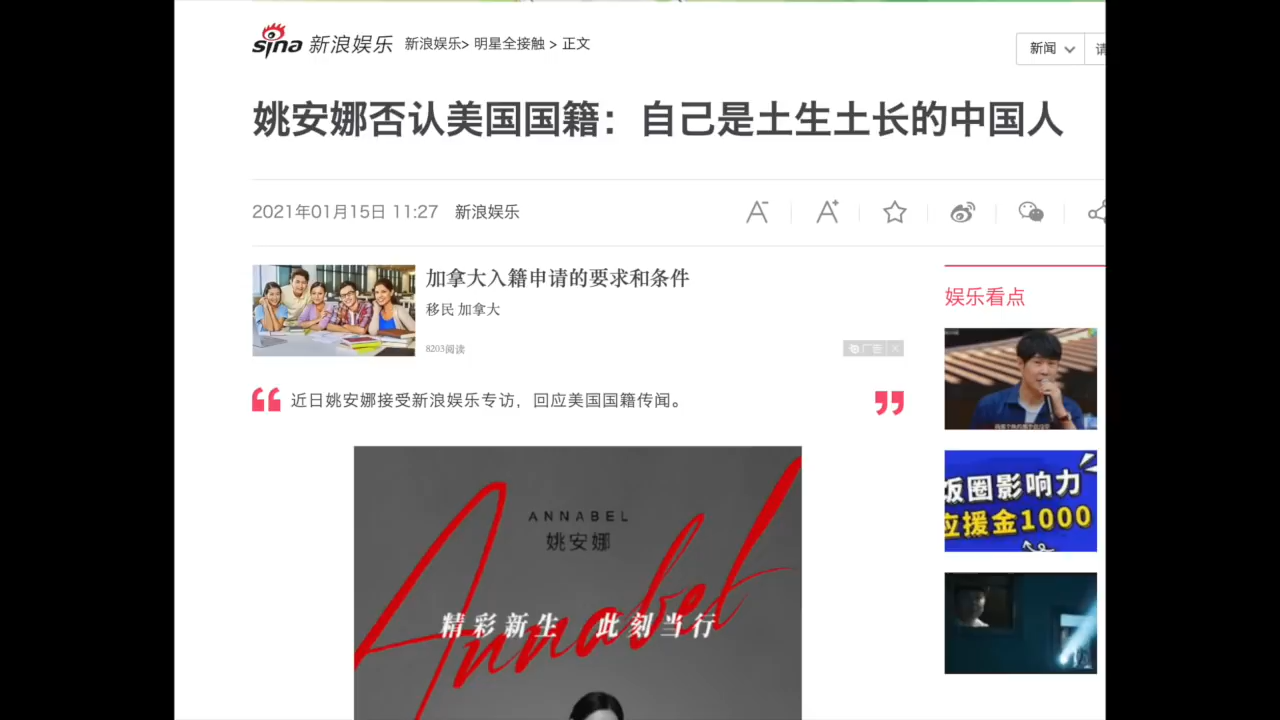 sina 新浪娱乐 新浪娱乐> 明星全接触 > 正文
新闻
姚安娜否认美国国籍：自己是土生土长的中国人
2021年01月15日 11:27 新浪娱乐
A- A+
加拿大入籍申请的要求和条件
移民 加拿大
8203阅读
广告 X
娱乐看点
近日姚安娜接受新浪娱乐专访，回应美国国籍传闻。
饭圈影响力
应援金1000
ANNABEL
姚安娜
Annabel
精彩新生 此刻当行